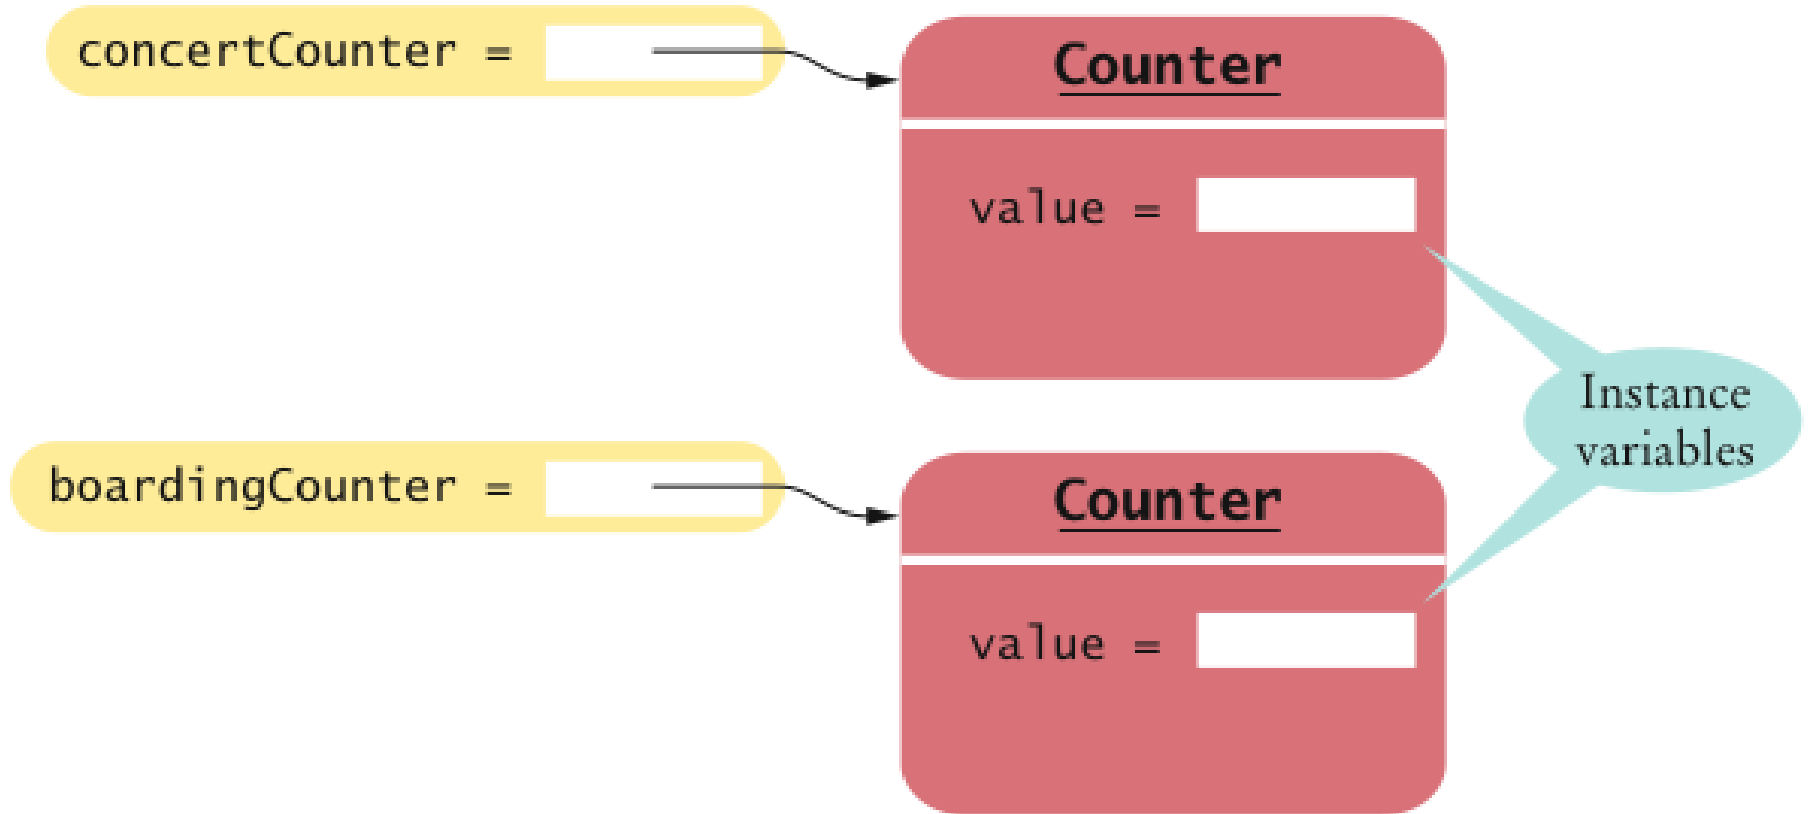 concertCounter =
Counter
value =
Instance
variables
boardingCounter =
Counter
value =